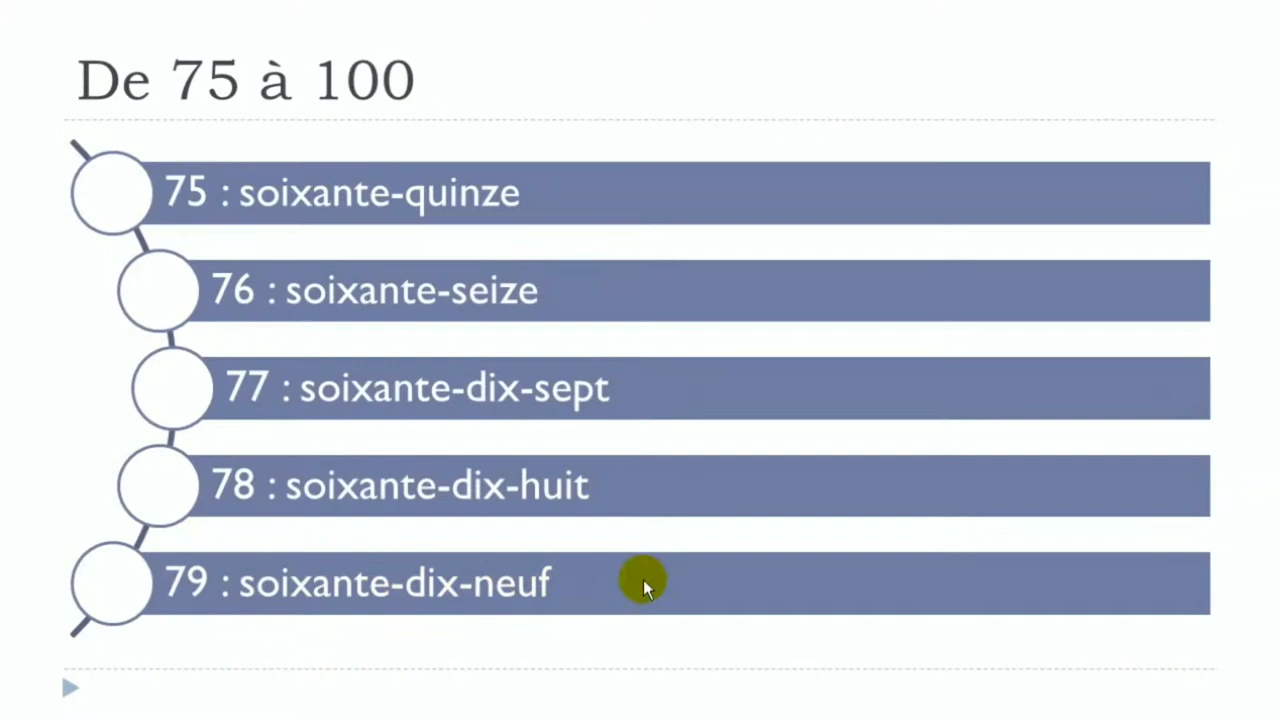 De 75 à 100
75 : soixante-quinze
76 : soixante-seize
77 : soixante-dix-sept
78 : soixante-dix-huit
79 : soixante-dix-neuf